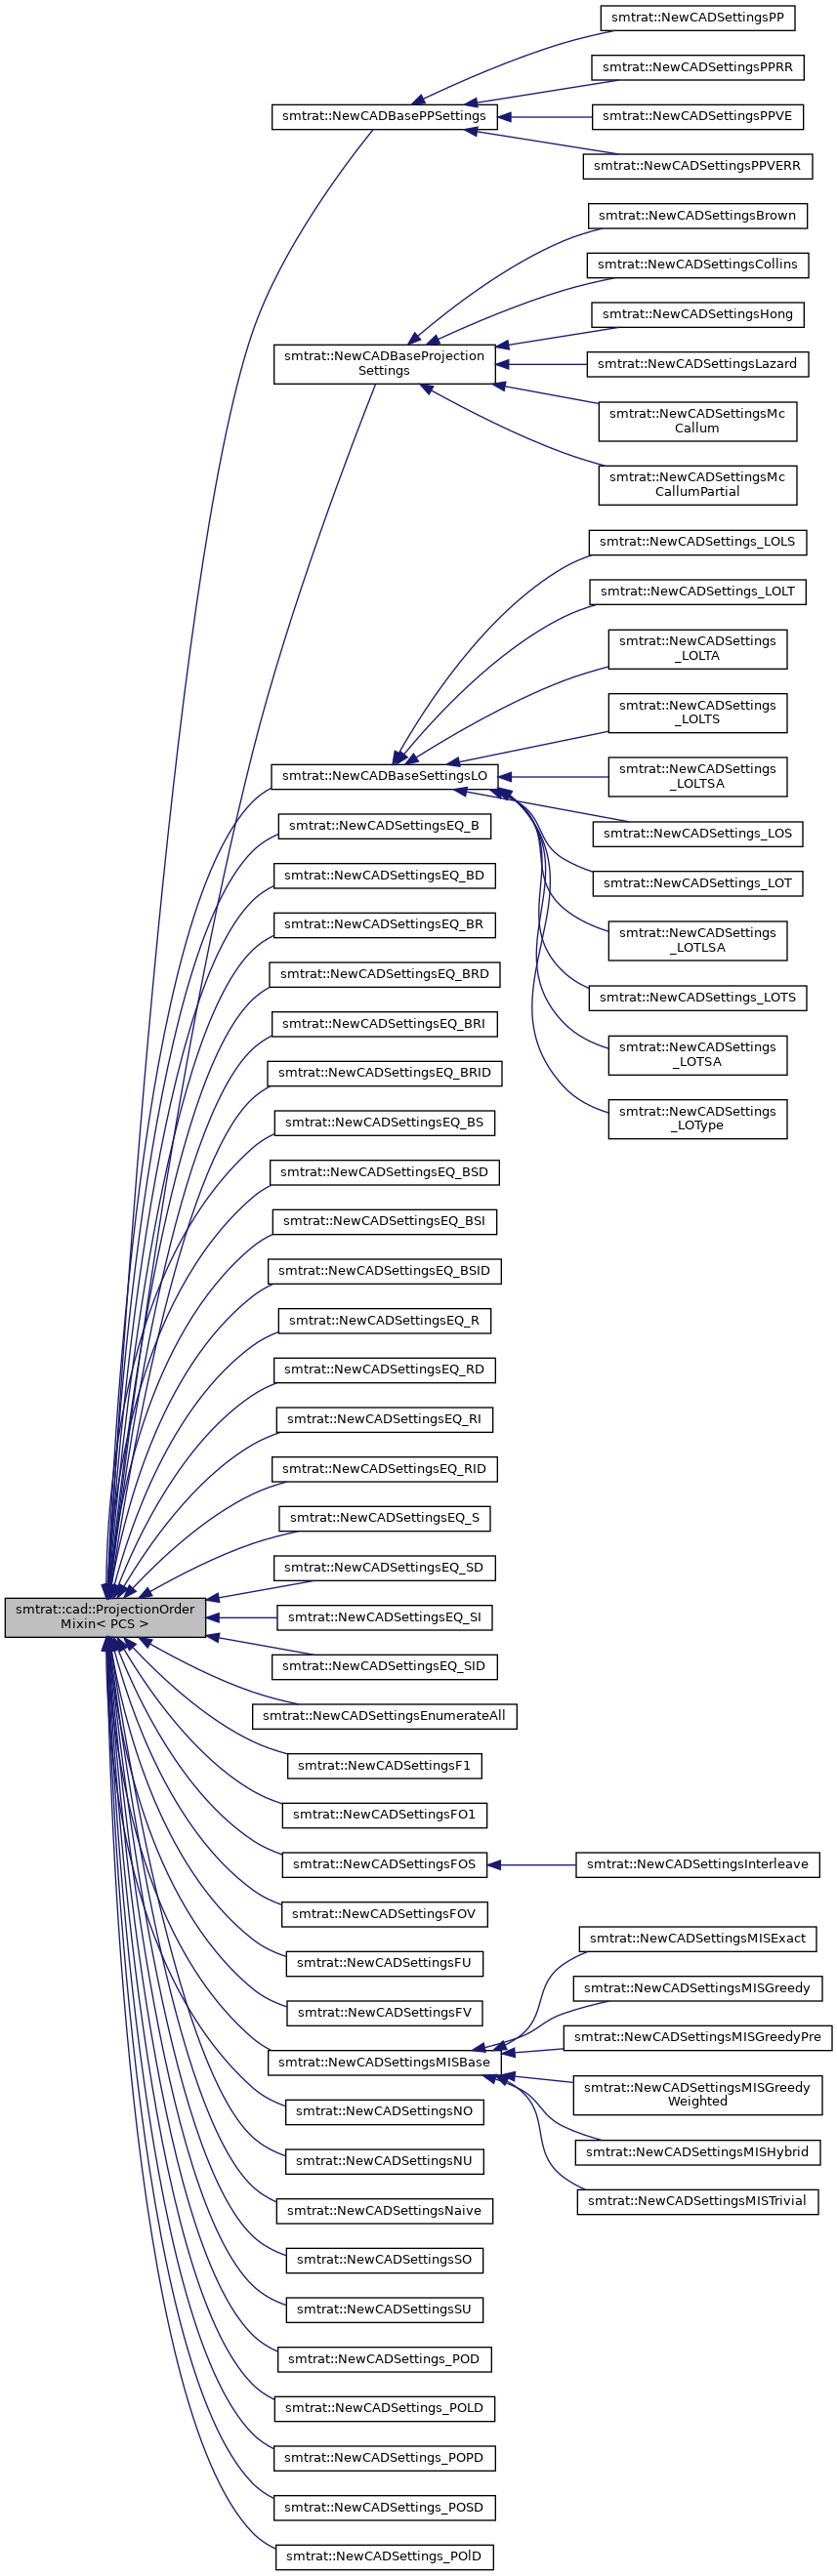 smtrat::NewCADSettingsPP
smtrat::NewCADSettingsPPRR
smtrat::NewCADBasePPSettings
smtrat::NewCADSettingsPPVE
smtrat::NewCADSettingsPPVERR
smtrat::NewCADSettingsBrown
smtrat::NewCADSettingsCollins
smtrat::NewCADSettingsHong
smtrat::NewCADBaseProjection
Settings
smtrat::NewCADSettingsLazard
smtrat::NewCADSettingsMc
Callum
smtrat::NewCADSettingsMc
CallumPartial
smtrat::NewCADSettings_LOLS
smtrat::NewCADSettings_LOLT
smtrat::NewCADSettings
_LOLTA
smtrat::NewCADSettings
_LOLTS
smtrat::NewCADBaseSettingsLO
smtrat::NewCADSettings
_LOLTSA
smtrat::NewCADSettingsEQ_B
smtrat::NewCADSettings_LOS
smtrat::NewCADSettingsEQ_BD
smtrat::NewCADSettings_LOT
smtrat::NewCADSettingsEQ_BR
smtrat::NewCADSettings
_LOTLSA
smtrat::NewCADSettingsEQ_BRD
smtrat::NewCADSettings_LOTS
smtrat::NewCADSettingsEQ_BRI
smtrat::NewCADSettings
_LOTSA
smtrat::NewCADSettingsEQ_BRID
smtrat::NewCADSettingsEQ_BS
smtrat::NewCADSettings
_LOType
smtrat::NewCADSettingsEQ_BSD
smtrat::NewCADSettingsEQ_BSI
smtrat::NewCADSettingsEQ_BSID
smtrat::NewCADSettingsEQ_R
smtrat::NewCADSettingsEQ_RD
smtrat::NewCADSettingsEQ_RI
smtrat::NewCADSettingsEQ_RID
smtrat::NewCADSettingsEQ_S
smtrat::NewCADSettingsEQ_SD
smtrat::cad::ProjectionOrder
Mixin< PCS >
smtrat::NewCADSettingsEQ_SI
smtrat::NewCADSettingsEQ_SID
smtrat::NewCADSettingsEnumerateAll
smtrat::NewCADSettingsF1
smtrat::NewCADSettingsFO1
smtrat::NewCADSettingsFOS
smtrat::NewCADSettingsInterleave
smtrat::NewCADSettingsFOV
smtrat::NewCADSettingsMISExact
smtrat::NewCADSettingsFU
smtrat::NewCADSettingsMISGreedy
smtrat::NewCADSettingsFV
smtrat::NewCADSettingsMISGreedyPre
smtrat::NewCADSettingsMISBase
smtrat::NewCADSettingsMISGreedy
Weighted
smtrat::NewCADSettingsNO
smtrat::NewCADSettingsMISHybrid
smtrat::NewCADSettingsNU
smtrat::NewCADSettingsMISTrivial
smtrat::NewCADSettingsNaive
smtrat::NewCADSettingsSO
smtrat::NewCADSettingsSU
smtrat::NewCADSettings_POD
smtrat::NewCADSettings_POLD
smtrat::NewCADSettings_POPD
smtrat::NewCADSettings_POSD
smtrat::NewCADSettings_POlD